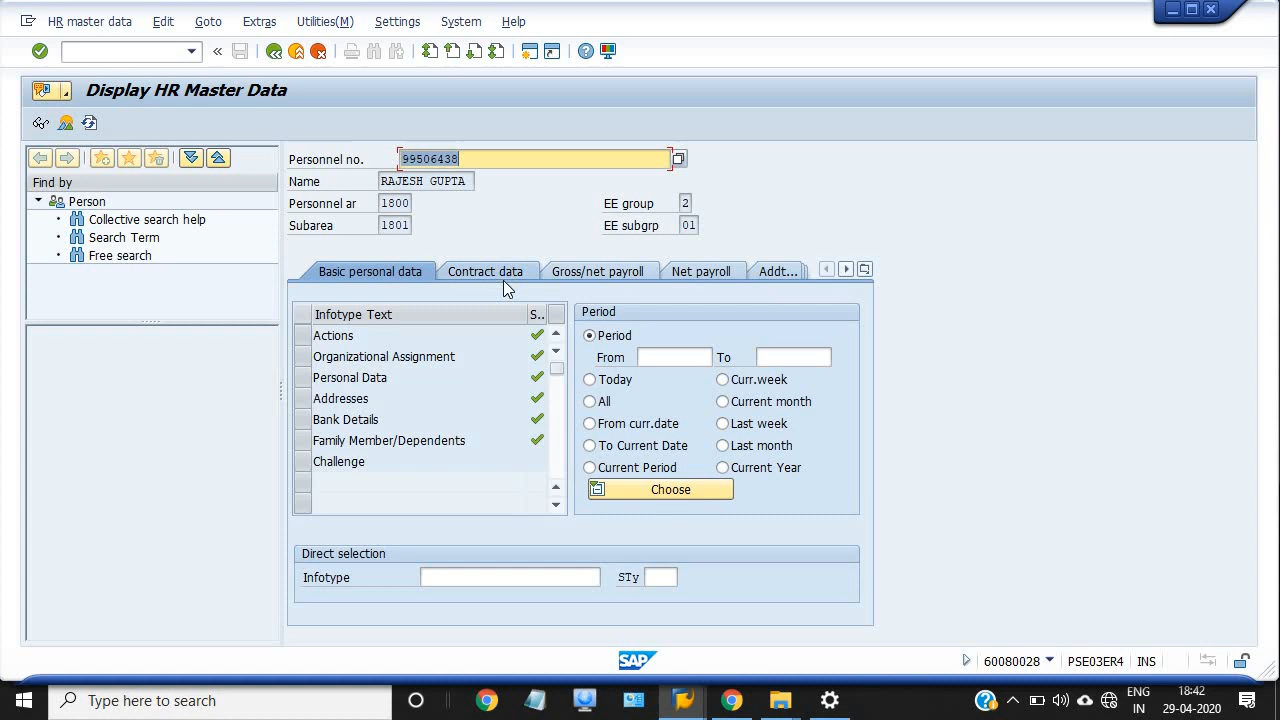 HR master data Edit Goto Extras Utilities(M) Settings System Help
Display HR Master Data
Find by
Person
Collective search help
Search Term
Free search
Personnel no. 99506438
Name RAJESH GUPTA
Personnel ar 1800 EE group 2
Subarea 1801 EE subgrp 01
Basic personal data Contract data Gross/net payroll Net payroll Addt...
Infotype Text S..
Actions
Organizational Assignment
Personal Data
Addresses
Bank Details
Family Member/Dependents
Challenge
Period
Period
From To
Today Curr.week
All Current month
From curr.date Last week
To Current Date Last month
Current Period Current Year
Choose
Direct selection
Infotype STy
SAP 60080028 PSE03ER4 INS
Type here to search
ENG 18:42
IN 29-04-2020